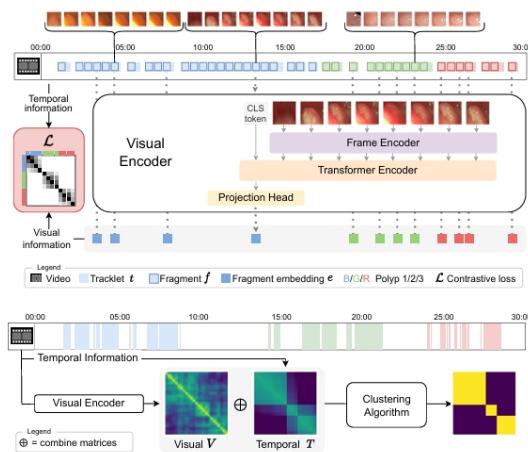 00:00 05:00 10:00 15:00 20:00 25:00 30:0
Temporal
information
ℒ
Visual
information
Visual
Encoder
CLS
token
Frame Encoder
Transformer Encoder
Projection Head
Legend
Video Tracklet t Fragment f Fragment embedding e B/G/R Polyp 1/2/3 ℒ Contrastive loss
00:00 05:00 10:00 15:00 20:00 25:00 30:0
Temporal Information
Visual Encoder
⊕
Clustering
Algorithm
Legend
⊕ = combine matrices
Visual V Temporal T